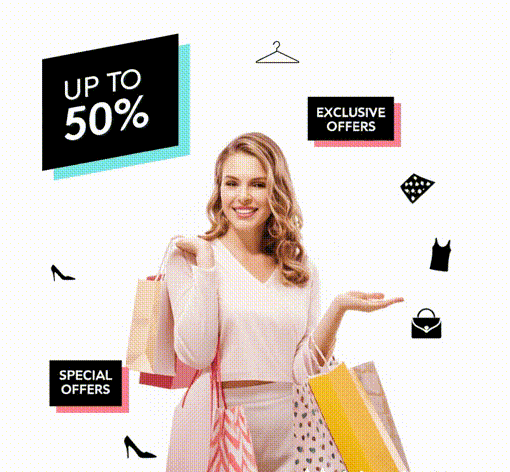 UP TO
50%
EXCLUSIVE
OFFERS
SPECIAL
OFFERS